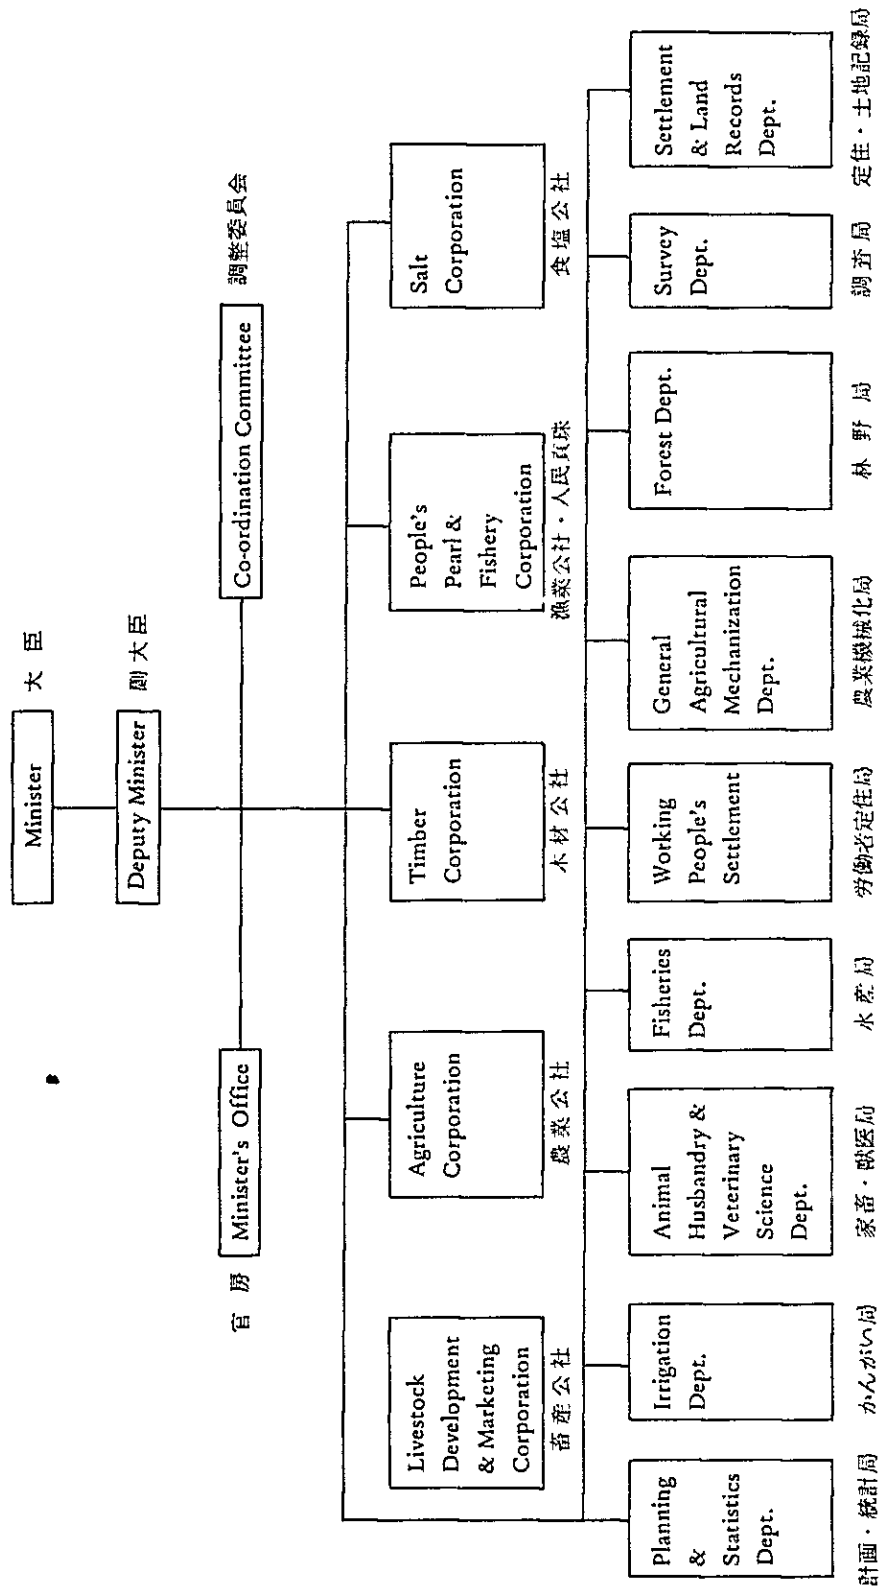 Minister
大臣
Deputy Minister
副大臣
官房
Minister's Office
Co-ordination Committee
調整委員会
Livestock
Development
& Marketing
Corporation
畜産公社
Agriculture
Corporation
農業公社
Timber
Corporation
木材公社
People's
Pearl &
Fishery
Corporation
漁業公社・人民真珠
Salt
Corporation
食塩公社
Planning
&
Statistics
Dept.
計画・統計局
Irrigation
Dept.
かんがい局
Animal
Husbandry &
Veterinary
Science
Dept.
家畜・獣医局
Fisheries
Dept.
水産局
Working
People's
Settlement
労働者定住局
General
Agricultural
Mechanization
Dept.
農業機械化局
Forest Dept.
林野局
Survey
Dept.
調査局
Settlement
& Land
Records
Dept.
定住・土地記録局